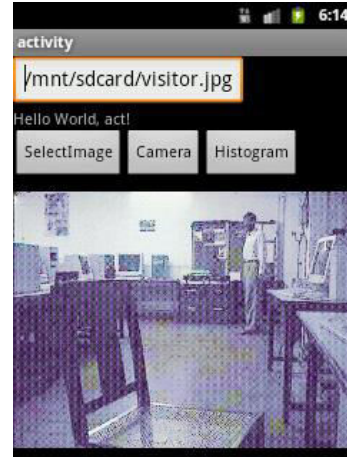 6:14
activity
/mnt/sdcard/visitor.jpg
Hello World, act!
SelectImage Camera Histogram